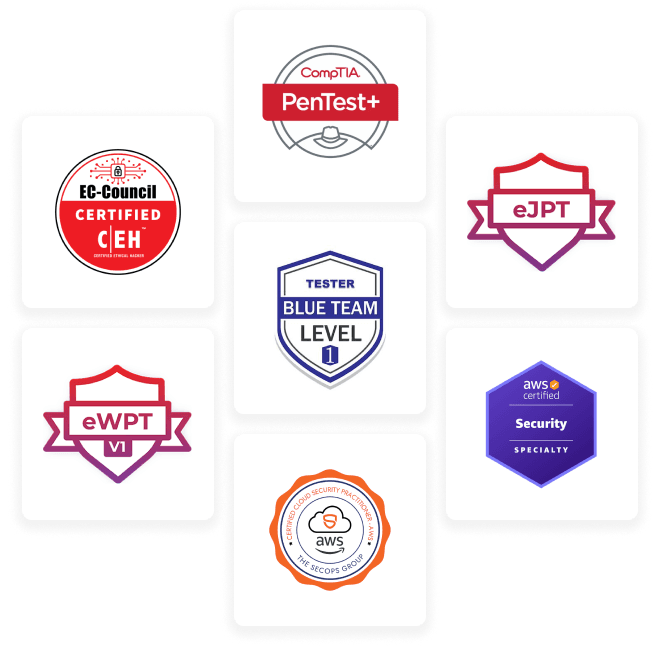 CompTIA.
PenTest+
EC-Council
CERTIFIED
C|EH™
CERTIFIED ETHICAL HACKER
eJPT
TESTER
BLUE TEAM
LEVEL
1
eWPT
V1
aws
certified
Security
SPECIALTY
CERTIFIED CLOUD SECURITY PRACTITIONER - AWS
aws
THE SECOPS GROUP